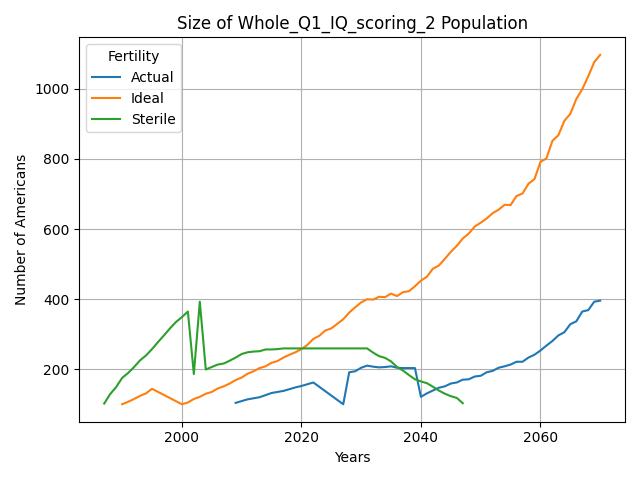 Size of Whole_Q1_IQ_scoring_2 Population
Fertility
Actual
Ideal
Sterile
Number of Americans
1000
800
600
400
200
2000
2020
2040
2060
Years